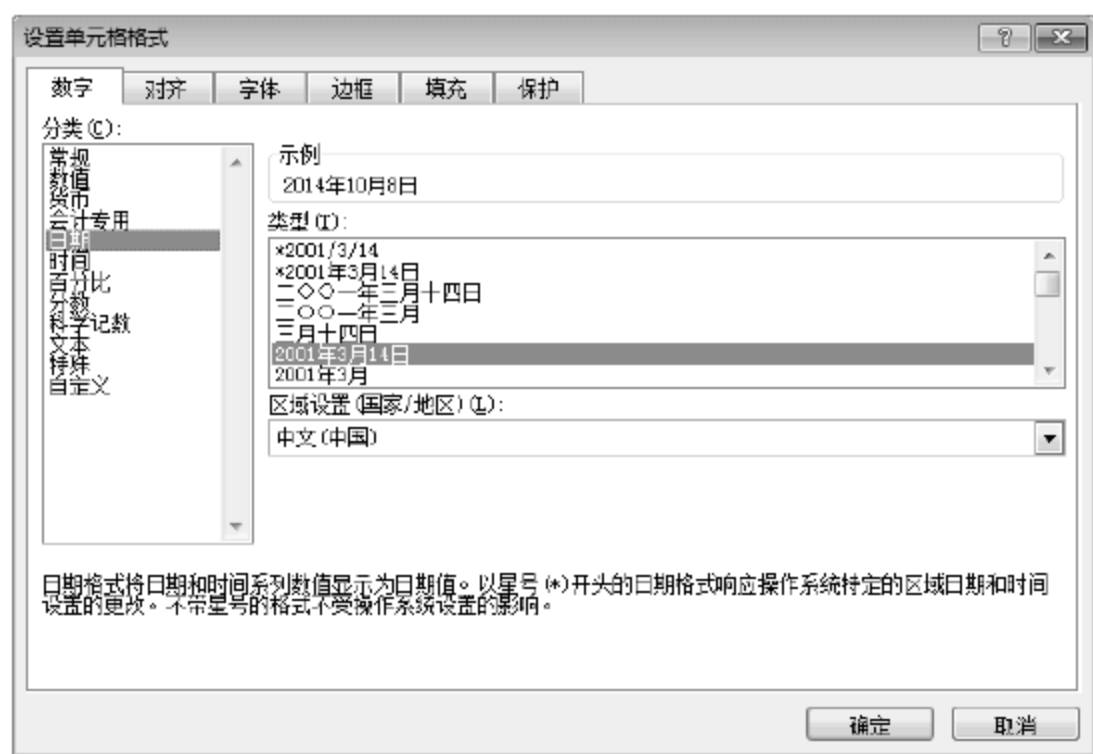 设置单元格格式
数字 对齐 字体 边框 填充 保护
分类(C):
常规
数值
货币
会计专用
日期
时间
百分比
分数
科学记数
文本
特殊
自定义
示例
2014年10月8日
类型(T):
*2001/3/14
*2001年3月14日
二〇〇一年三月十四日
二〇〇一年三月
三月十四日
2001年3月14日
2001年3月
区域设置(国家/地区)(L):
中文(中国)
日期格式将日期和时间系列数值显示为日期值。以星号(*)开头的日期格式响应操作系统特定的区域日期和时间
设置的更改。不带星号的格式不受操作系统设置的影响。
确定 取消